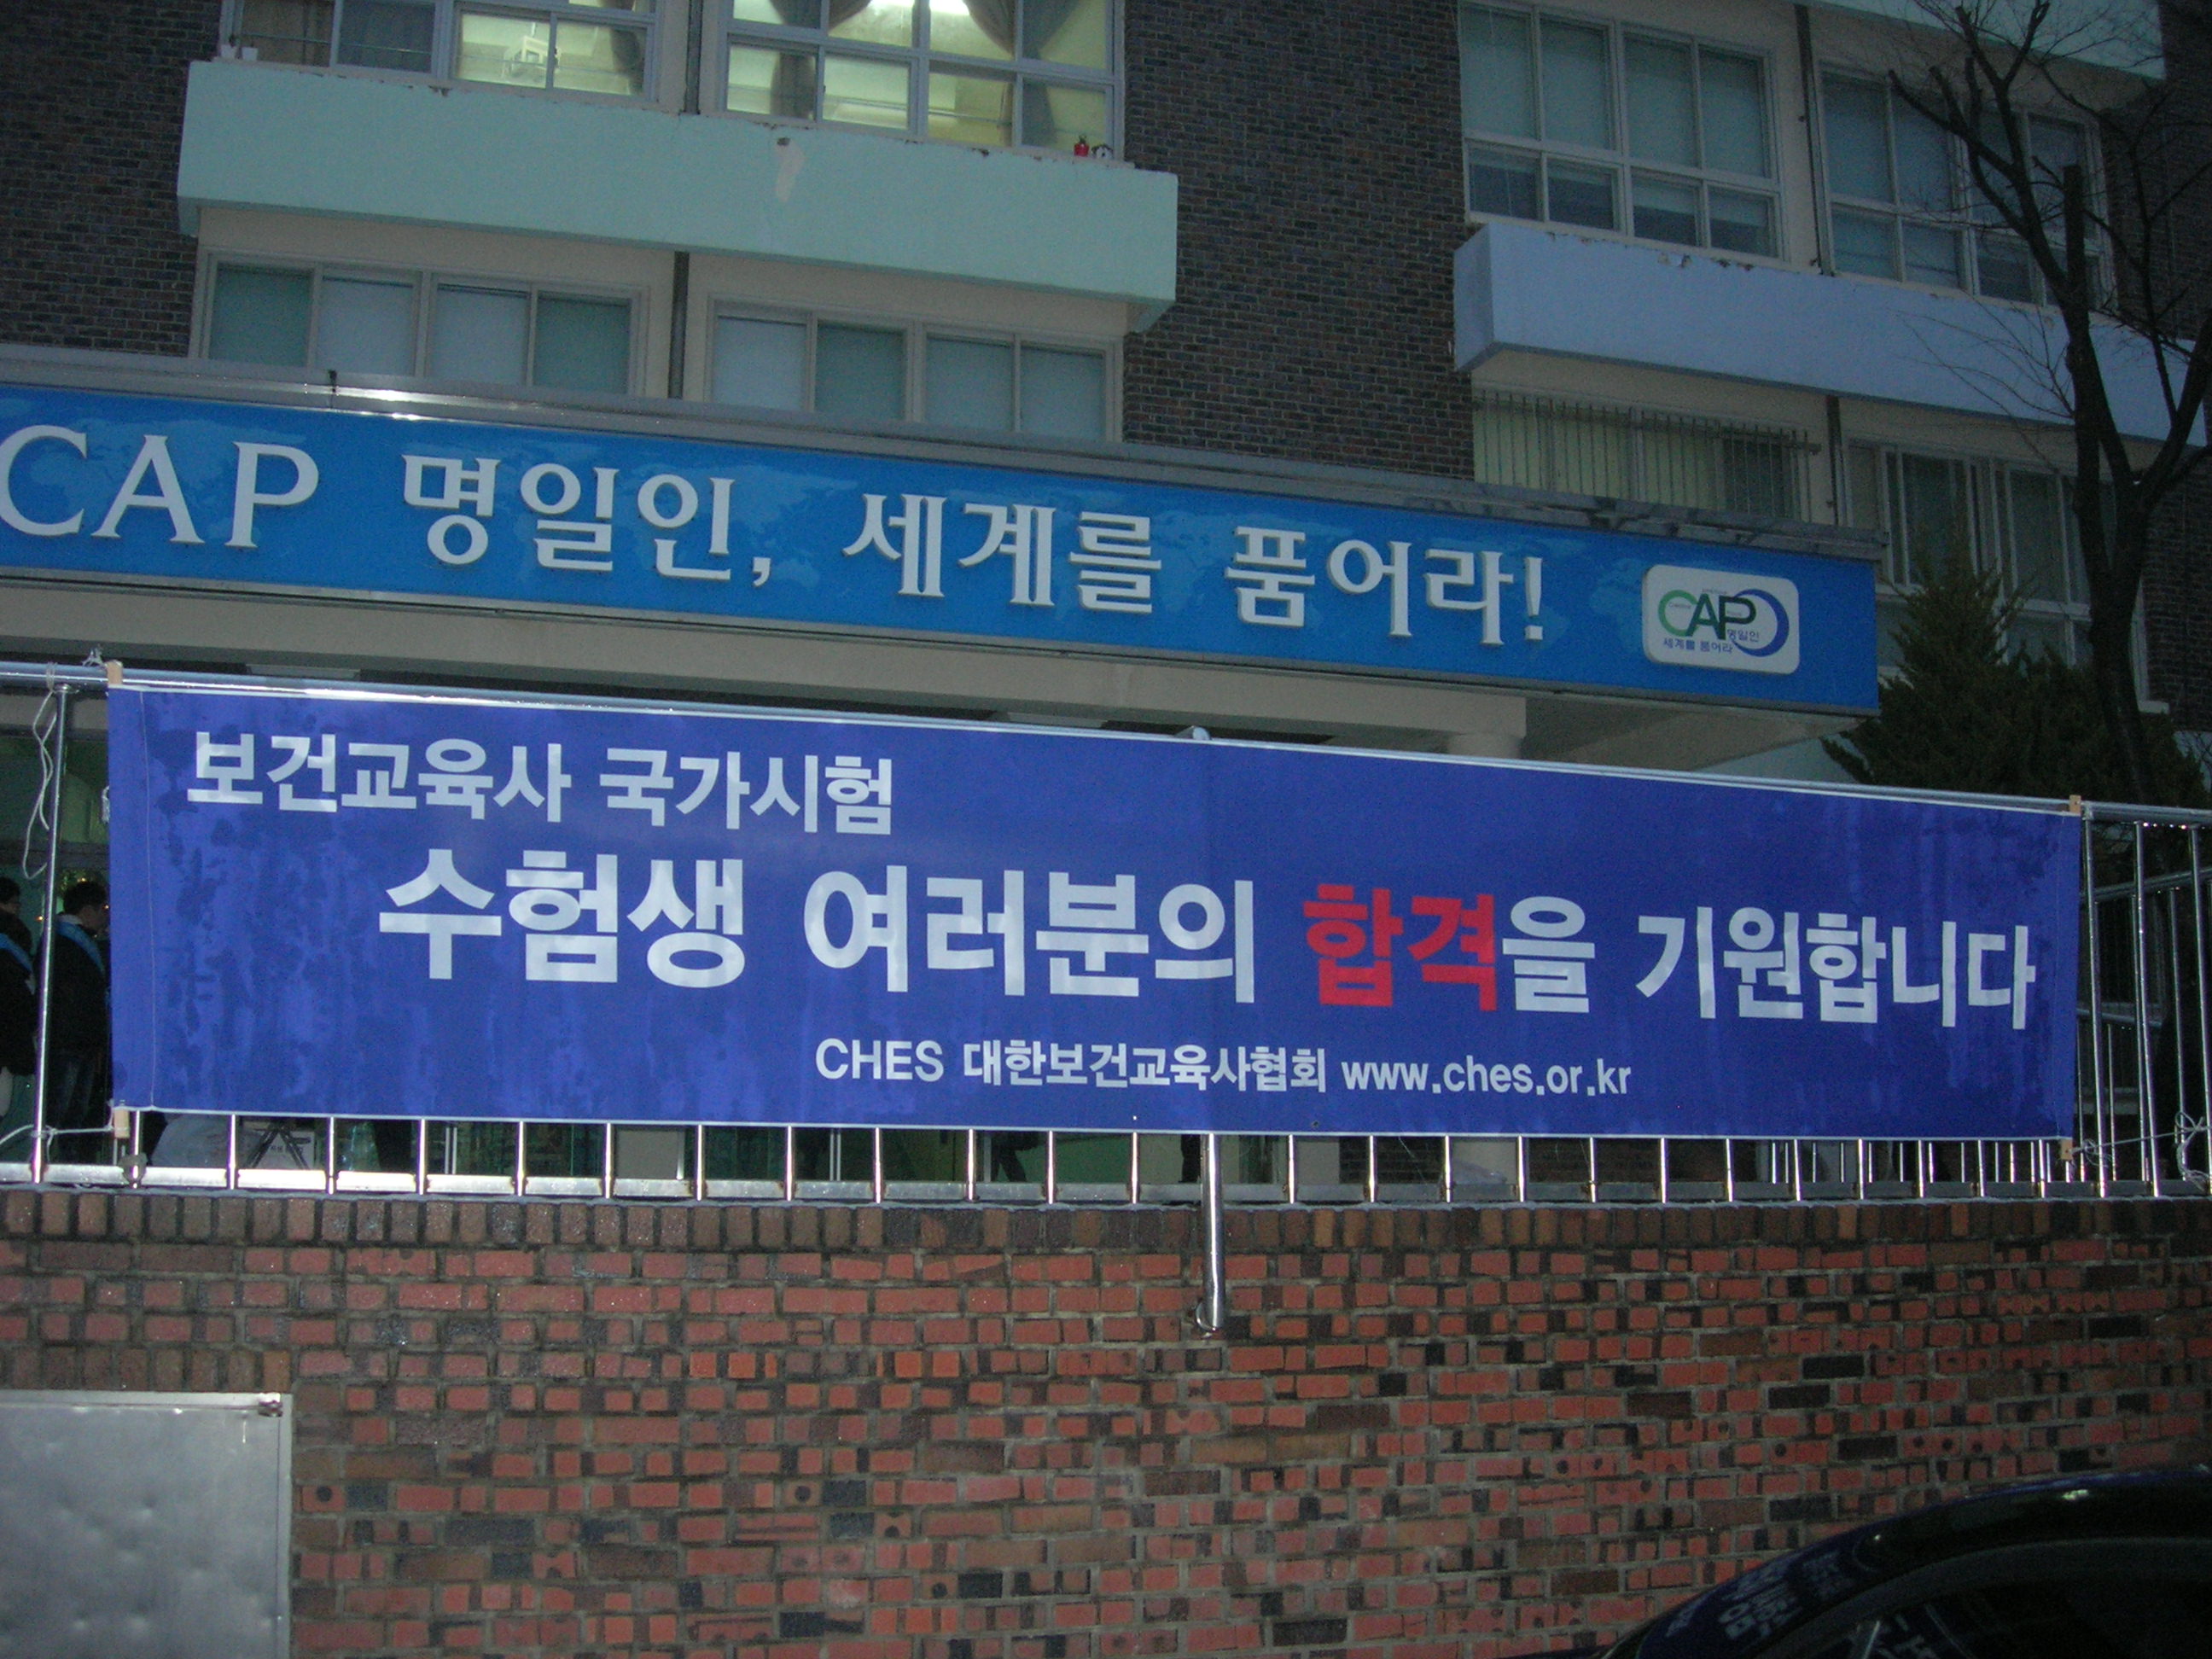 CAP 명일인, 세계를 품어라!
CAP
명일인
세계를 품어라
보건교육사 국가시험
수험생 여러분의 합격을 기원합니다
CHES 대한보건교육사협회 www.ches.or.kr